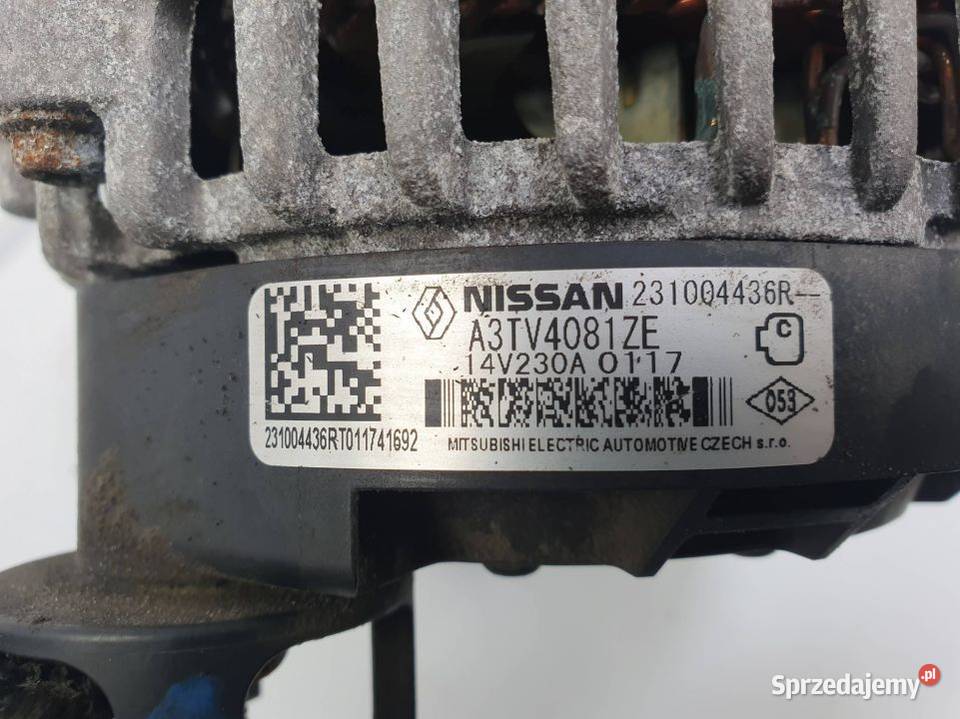 NISSAN 231004436R--
A3TV4081ZE
C
14V230A 0117
053
231004436RT011741692
MITSUBISHI ELECTRIC AUTOMOTIVE CZECH s.r.o.
Sprzedajemy.pl